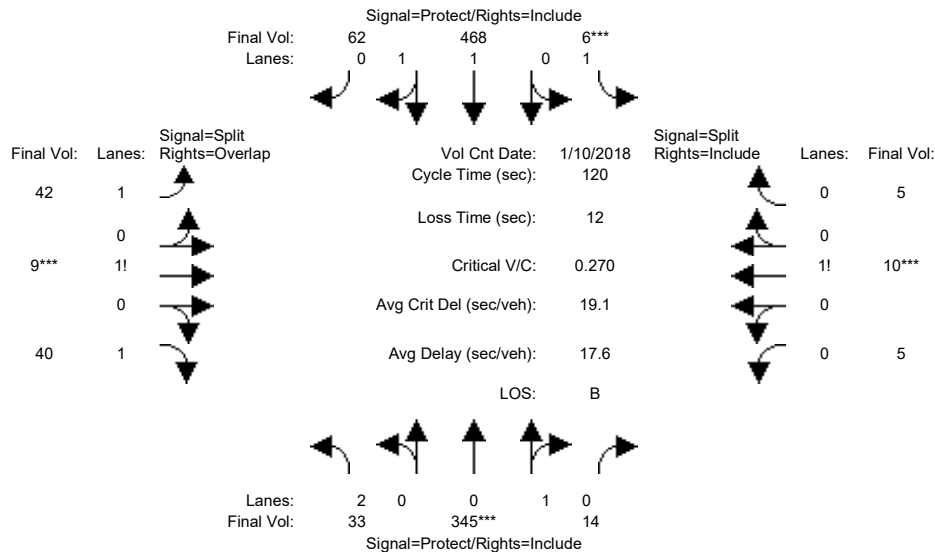 Signal=Protect/Rights=Include
Final Vol: 62 468 6***
Lanes: 0 1 1 0 1
Signal=Split
Final Vol: Lanes: Rights=Overlap
Vol Cnt Date: 1/10/2018
Signal=Split
Rights=Include Lanes: Final Vol:
Cycle Time (sec): 120
42 1
0 5
Loss Time (sec): 12
0
0
9*** 1!
Critical V/C: 0.270
1! 10***
0
Avg Crit Del (sec/veh): 19.1
0
40 1
Avg Delay (sec/veh): 17.6
0 5
LOS: B
Lanes: 2 0 0 1 0
Final Vol: 33 345*** 14
Signal=Protect/Rights=Include